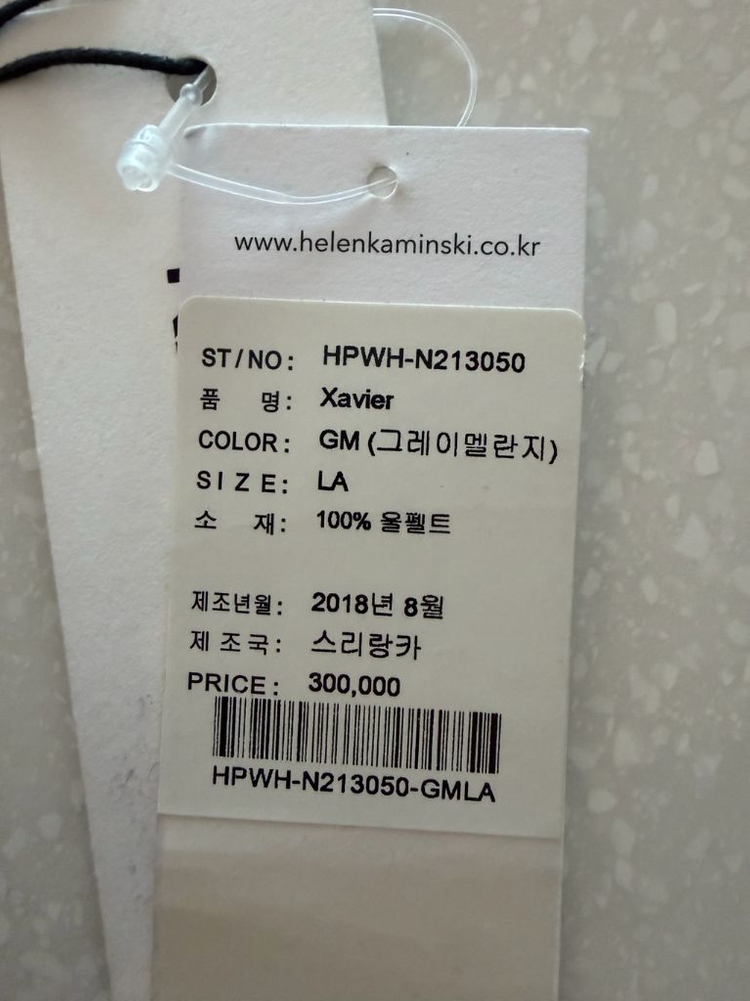 www.helenkaminski.co.kr
ST/NO: HPWH-N213050
품 명: Xavier
COLOR: GM (그레이멜란지)
SIZE: LA
소 재: 100% 울펠트
제조년월: 2018년 8월
제조국: 스리랑카
PRICE: 300,000
HPWH-N213050-GMLA